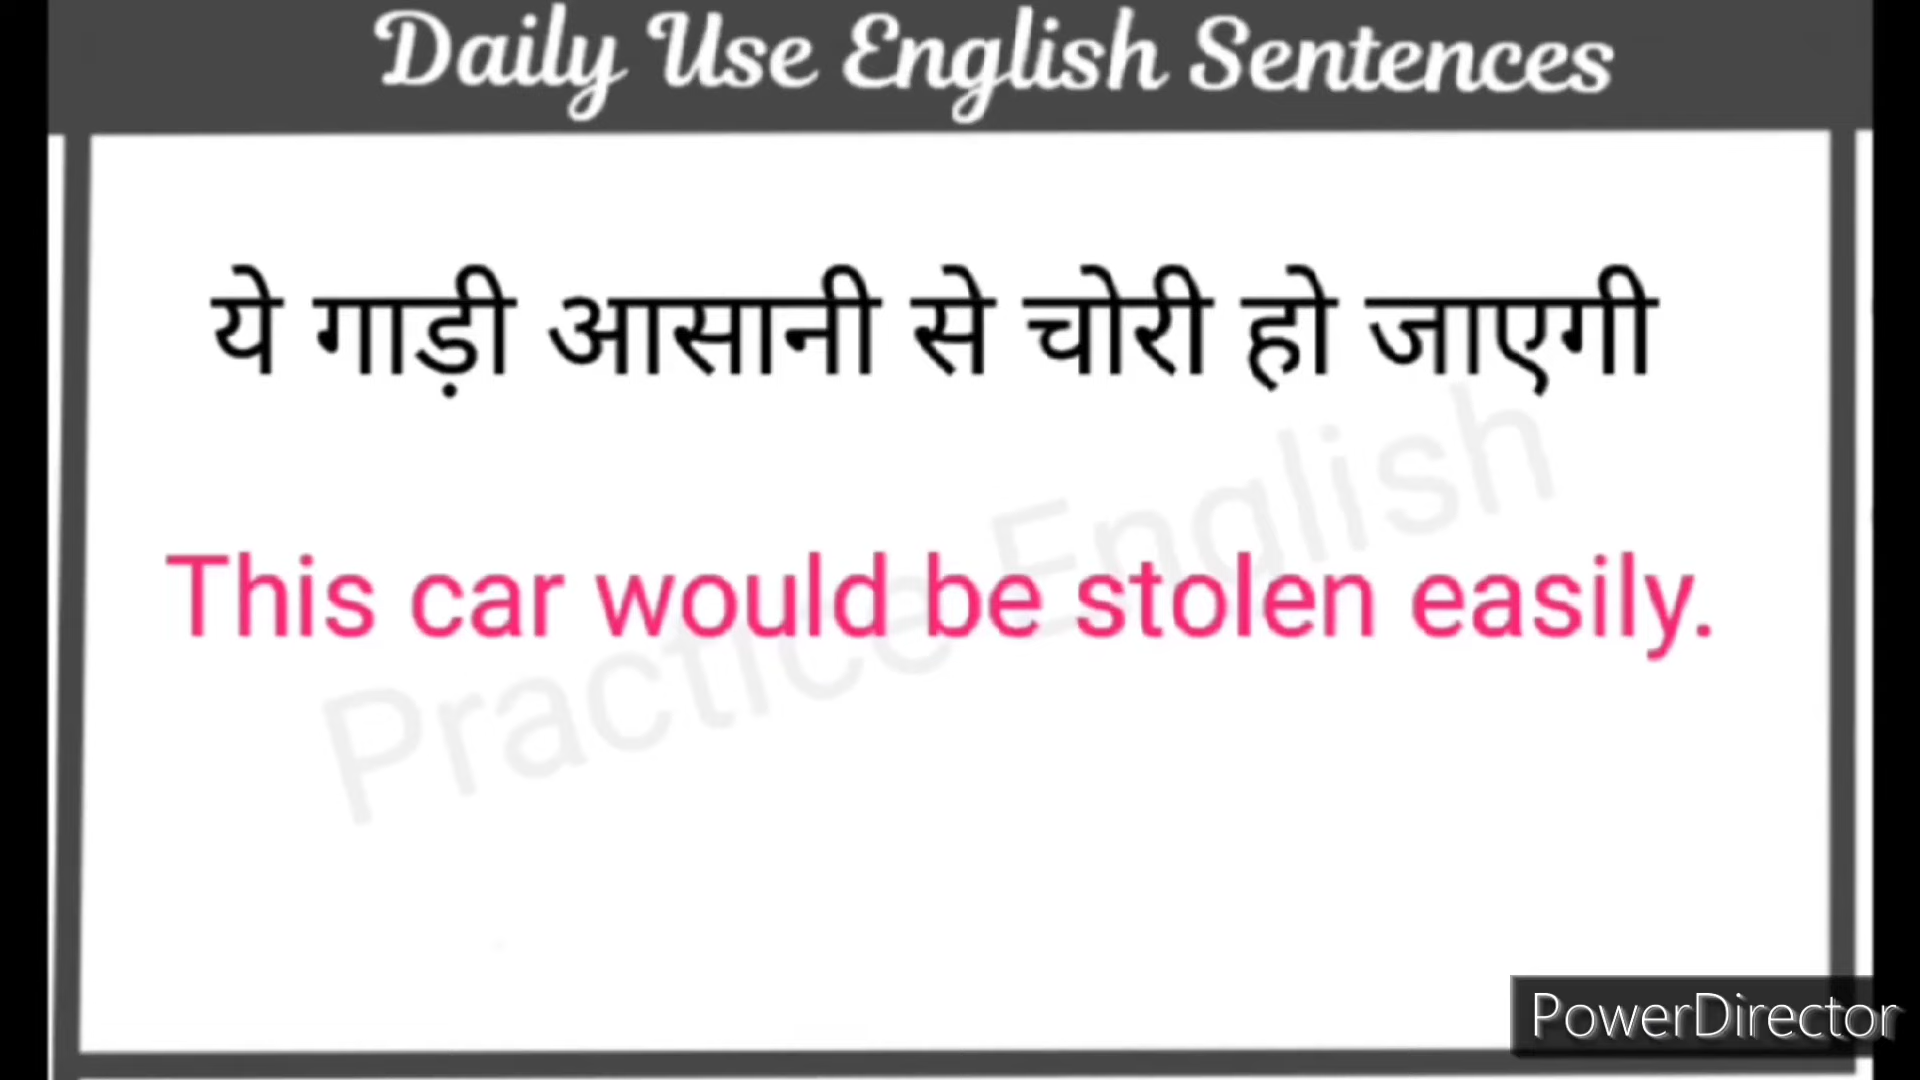 Daily Use English Sentences
ये गाड़ी आसानी से चोरी हो जाएगी
This car would be stolen easily.
Practice English
PowerDirector